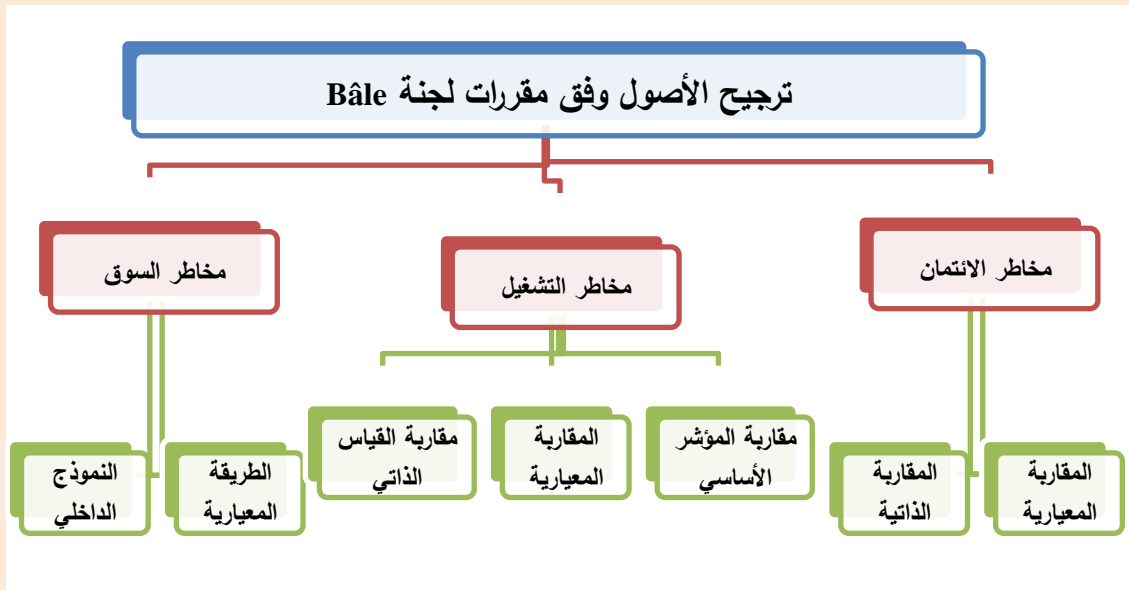 ترجيح الأصول وفق مقررات لجنة Bâle
مخاطر الائتمان
مخاطر التشغيل
مخاطر السوق
المقاربة
المعيارية
المقاربة
الذاتية
مقاربة المؤشر
الأساسي
المقاربة
المعيارية
مقاربة القياس
الذاتي
الطريقة
المعيارية
النموذج
الداخلي